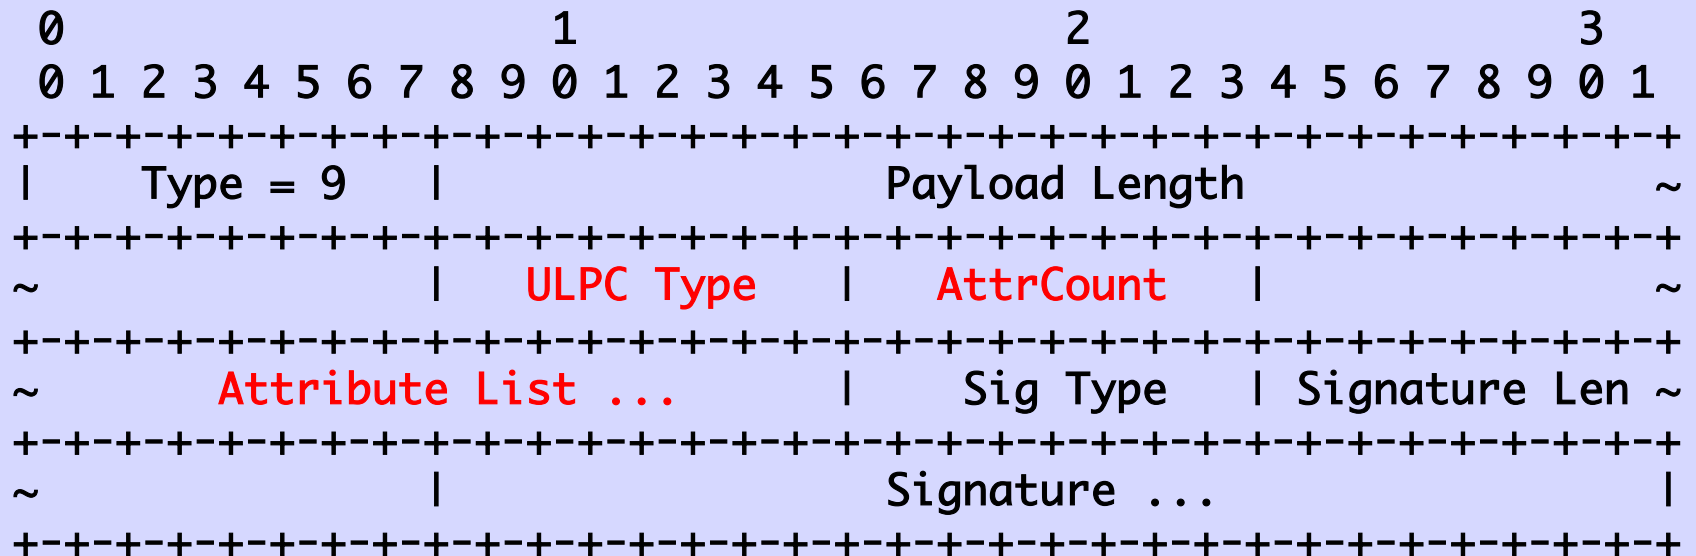 0                   1                   2                   3
 0 1 2 3 4 5 6 7 8 9 0 1 2 3 4 5 6 7 8 9 0 1 2 3 4 5 6 7 8 9 0 1
+-+-+-+-+-+-+-+-+-+-+-+-+-+-+-+-+-+-+-+-+-+-+-+-+-+-+-+-+-+-+-+-+
|    Type = 9   |                 Payload Length                ~
+-+-+-+-+-+-+-+-+-+-+-+-+-+-+-+-+-+-+-+-+-+-+-+-+-+-+-+-+-+-+-+-+
~               |   ULPC Type   |   AttrCount   |               ~
+-+-+-+-+-+-+-+-+-+-+-+-+-+-+-+-+-+-+-+-+-+-+-+-+-+-+-+-+-+-+-+-+
~       Attribute List ...      |    Sig Type   | Signature Len ~
+-+-+-+-+-+-+-+-+-+-+-+-+-+-+-+-+-+-+-+-+-+-+-+-+-+-+-+-+-+-+-+-+
~               |                 Signature ...                 |
+-+-+-+-+-+-+-+-+-+-+-+-+-+-+-+-+-+-+-+-+-+-+-+-+-+-+-+-+-+-+-+-+